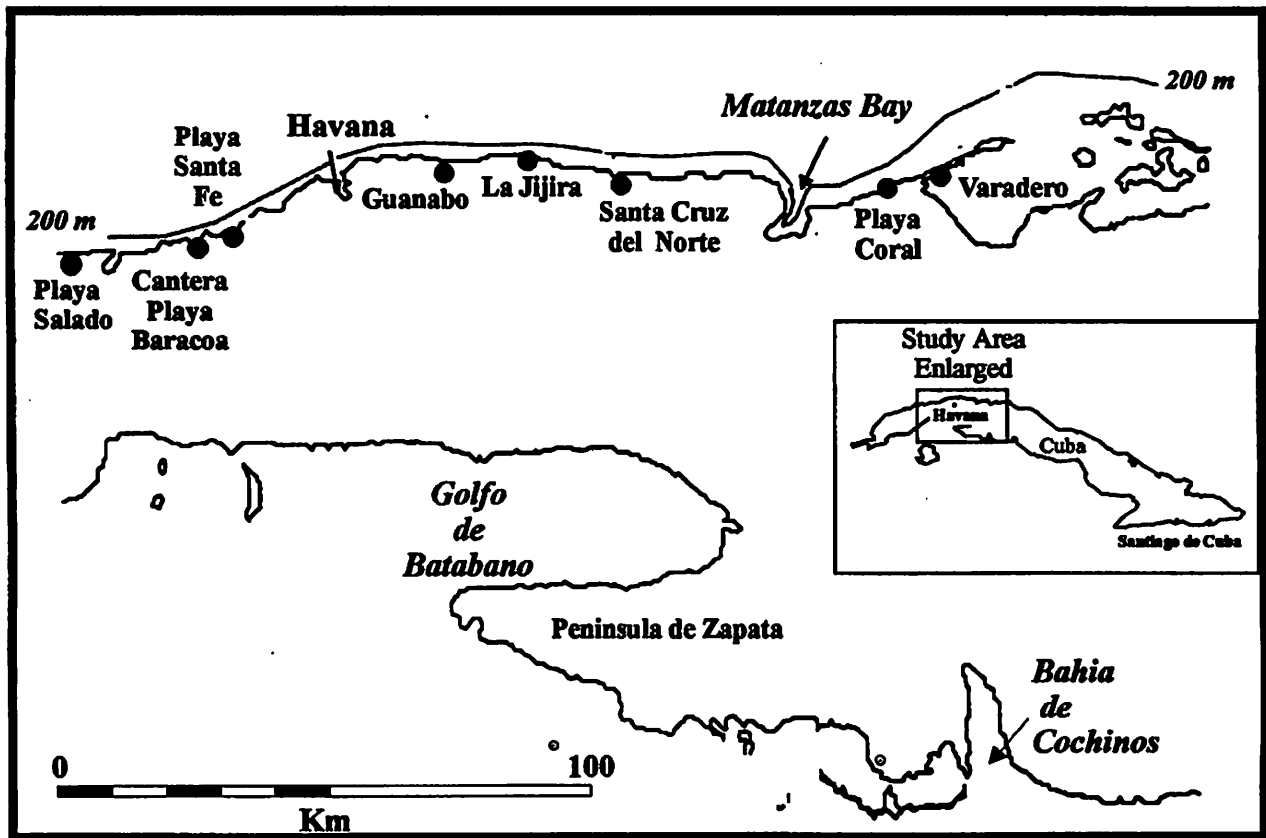 200 m
Matanzas Bay
Havana
Playa
Santa
Fe
Guanabo
La Jijira
Santa Cruz
del Norte
Playa
Coral
Varadero
200 m
Playa
Salado
Cantera
Playa
Baracoa
Study Area
Enlarged
Havana
Cuba
Santiago de Cuba
Golfo
de
Batabano
Peninsula de Zapata
Bahia
de
Cochinos
0
100
Km